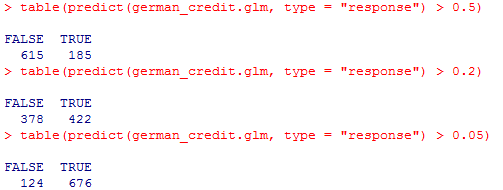 > table(predict(german_credit.glm, type = "response") > 0.5)
FALSE TRUE
615 185
> table(predict(german_credit.glm, type = "response") > 0.2)
FALSE TRUE
378 422
> table(predict(german_credit.glm, type = "response") > 0.05)
FALSE TRUE
124 676